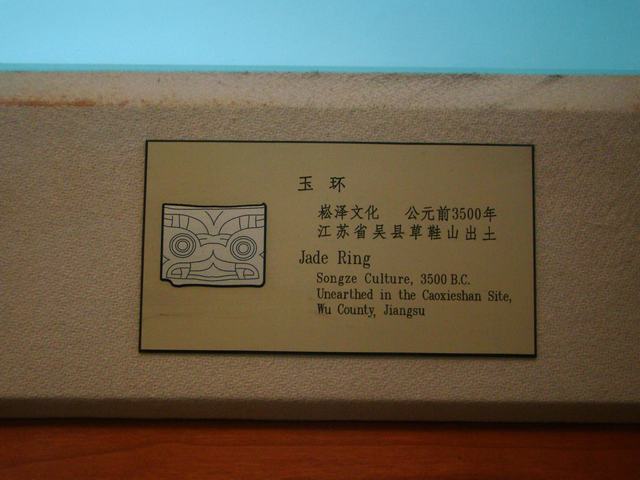 玉 环
崧泽文化 公元前3500年
江苏省吴县草鞋山出土
Jade Ring
Songze Culture, 3500 B.C.
Unearthed in the Caoxieshan Site,
Wu County, Jiangsu